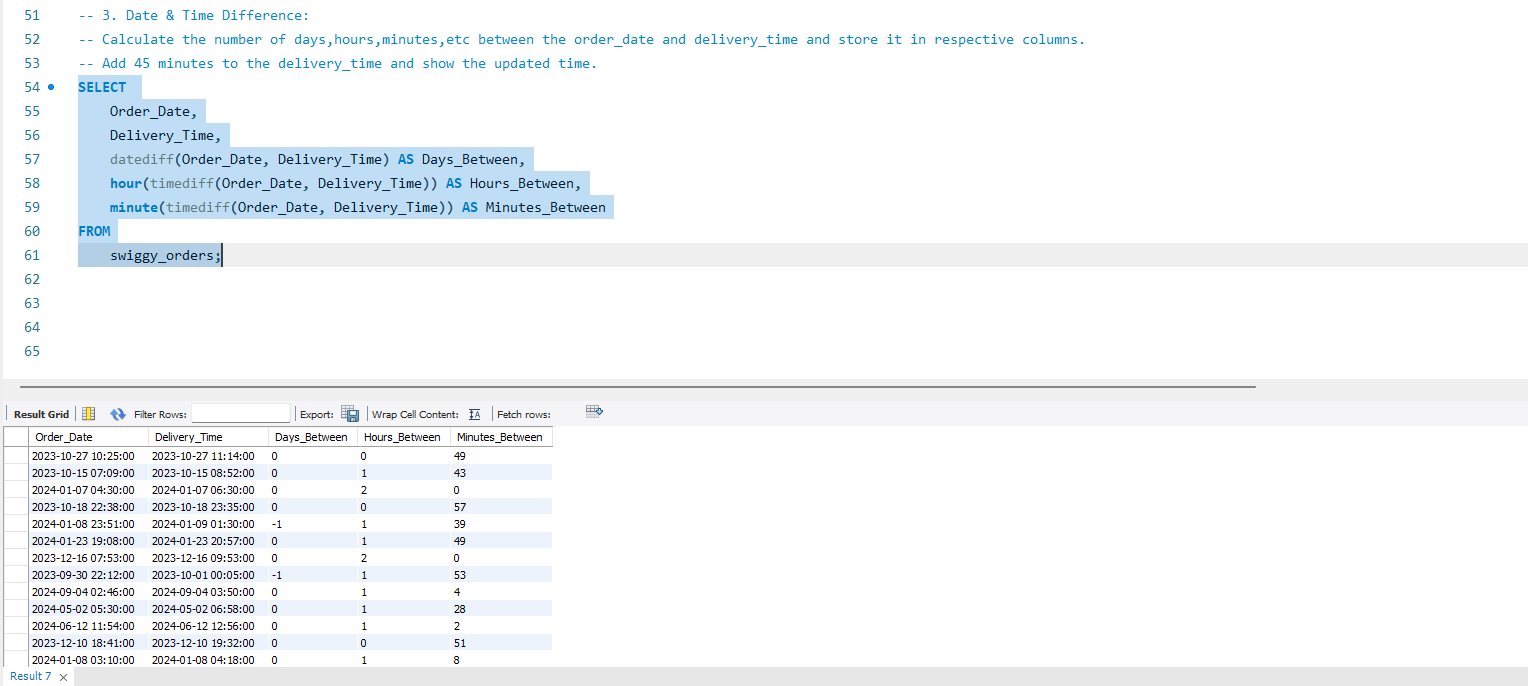 51 -- 3. Date & Time Difference:
52 -- Calculate the number of days,hours,minutes,etc between the order_date and delivery_time and store it in respective columns.
53 -- Add 45 minutes to the delivery_time and show the updated time.
54 SELECT
55 Order_Date,
56 Delivery_Time,
57 datediff(Order_Date, Delivery_Time) AS Days_Between,
58 hour(timediff(Order_Date, Delivery_Time)) AS Hours_Between,
59 minute(timediff(Order_Date, Delivery_Time)) AS Minutes_Between
60 FROM
61 swiggy_orders;
62
63
64
65
Result Grid Filter Rows: Export: Wrap Cell Content: IA Fetch rows:
Order_Date Delivery_Time Days_Between Hours_Between Minutes_Between
2023-10-27 10:25:00 2023-10-27 11:14:00 0 0 49
2023-10-15 07:09:00 2023-10-15 08:52:00 0 1 43
2024-01-07 04:30:00 2024-01-07 06:30:00 0 2 0
2023-10-18 22:38:00 2023-10-18 23:35:00 0 0 57
2024-01-08 23:51:00 2024-01-09 01:30:00 -1 1 39
2024-01-23 19:08:00 2024-01-23 20:57:00 0 1 49
2023-12-16 07:53:00 2023-12-16 09:53:00 0 2 0
2023-09-30 22:12:00 2023-10-01 00:05:00 -1 1 53
2024-09-04 02:46:00 2024-09-04 03:50:00 0 1 4
2024-05-02 05:30:00 2024-05-02 06:58:00 0 1 28
2024-06-12 11:54:00 2024-06-12 12:56:00 0 1 2
2023-12-10 18:41:00 2023-12-10 19:32:00 0 0 51
2024-01-08 03:10:00 2024-01-08 04:18:00 0 1 8
Result 7